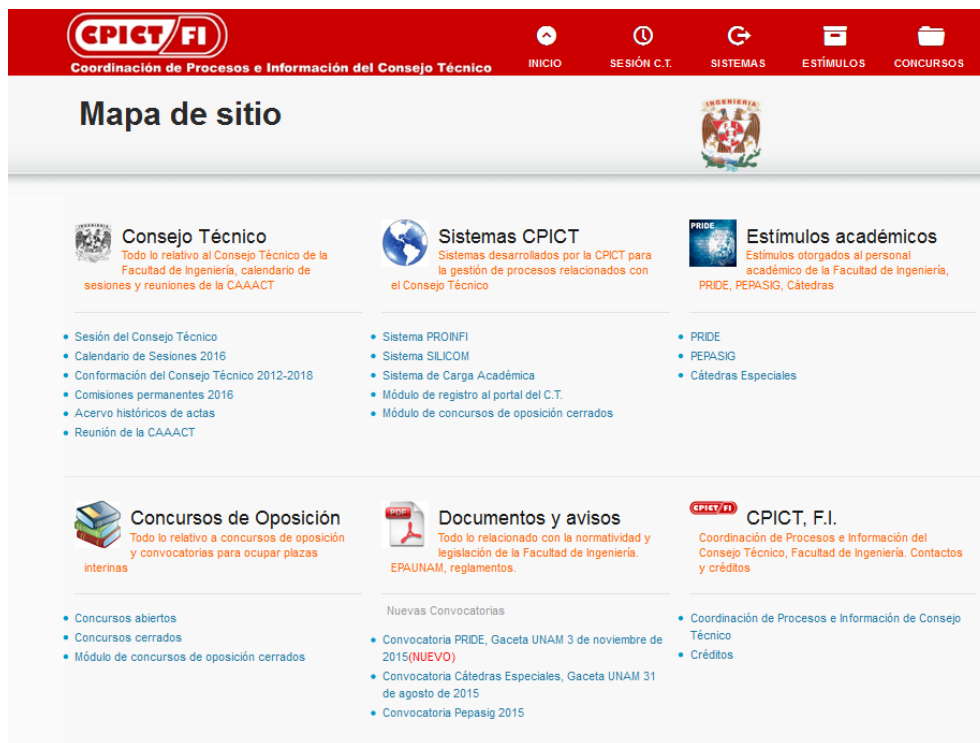 CPICT/FI
Coordinación de Procesos e Información del Consejo Técnico
INICIO
SESIÓN C.T.
SISTEMAS
ESTÍMULOS
CONCURSOS
Mapa de sitio
INGENIERIA
Consejo Técnico
Todo lo relativo al Consejo Técnico de la
Facultad de Ingeniería, calendario de
sesiones y reuniones de la CAAACT
Sistemas CPICT
Sistemas desarrollados por la CPICT para
la gestión de procesos relacionados con
el Consejo Técnico
PRIDE
Estímulos académicos
Estímulos otorgados al personal
académico de la Facultad de Ingeniería,
PRIDE, PEPASIG, Cátedras
Sesión del Consejo Técnico
Calendario de Sesiones 2016
Conformación del Consejo Técnico 2012-2018
Comisiones permanentes 2016
Acervo históricos de actas
Reunión de la CAAACT
Sistema PROINFI
Sistema SILICOM
Sistema de Carga Académica
Módulo de registro al portal del C.T.
Módulo de concursos de oposición cerrados
PRIDE
PEPASIG
Cátedras Especiales
Concursos de Oposición
Todo lo relativo a concursos de oposición
y convocatorias para ocupar plazas
interinas
PDF
Documentos y avisos
Todo lo relacionado con la normatividad y
legislación de la Facultad de Ingeniería.
EPAUNAM, reglamentos.
CPICT/FI
CPICT, F.I.
Coordinación de Procesos e Información del
Consejo Técnico, Facultad de Ingeniería. Contactos
y créditos
Concursos abiertos
Concursos cerrados
Módulo de concursos de oposición cerrados
Nuevas Convocatorias
Convocatoria PRIDE, Gaceta UNAM 3 de noviembre de
2015(NUEVO)
Convocatoria Cátedras Especiales, Gaceta UNAM 31
de agosto de 2015
Convocatoria Pepasig 2015
Coordinación de Procesos e Información de Consejo
Técnico
Créditos